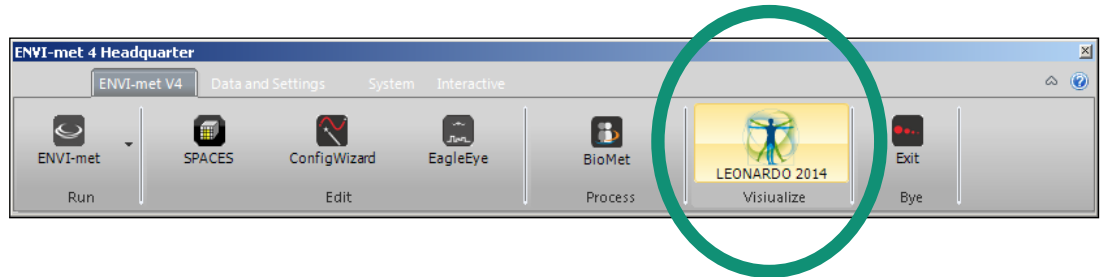 ENVI-met 4 Headquarter
ENVI-met V4 Data and Settings System Interactive
ENVI-met SPACES ConfigWizard EagleEye BioMet LEONARDO 2014 Exit
Run Edit Process Visiualize Bye